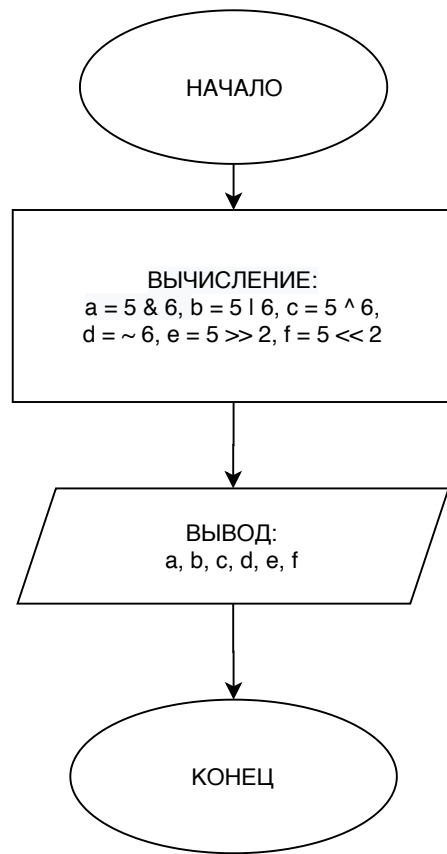 НАЧАЛО
ВЫЧИСЛЕНИЕ:
a = 5 & 6, b = 5 | 6, c = 5 ^ 6,
d = ~ 6, e = 5 >> 2, f = 5 << 2
ВЫВОД:
a, b, c, d, e, f
КОНЕЦ